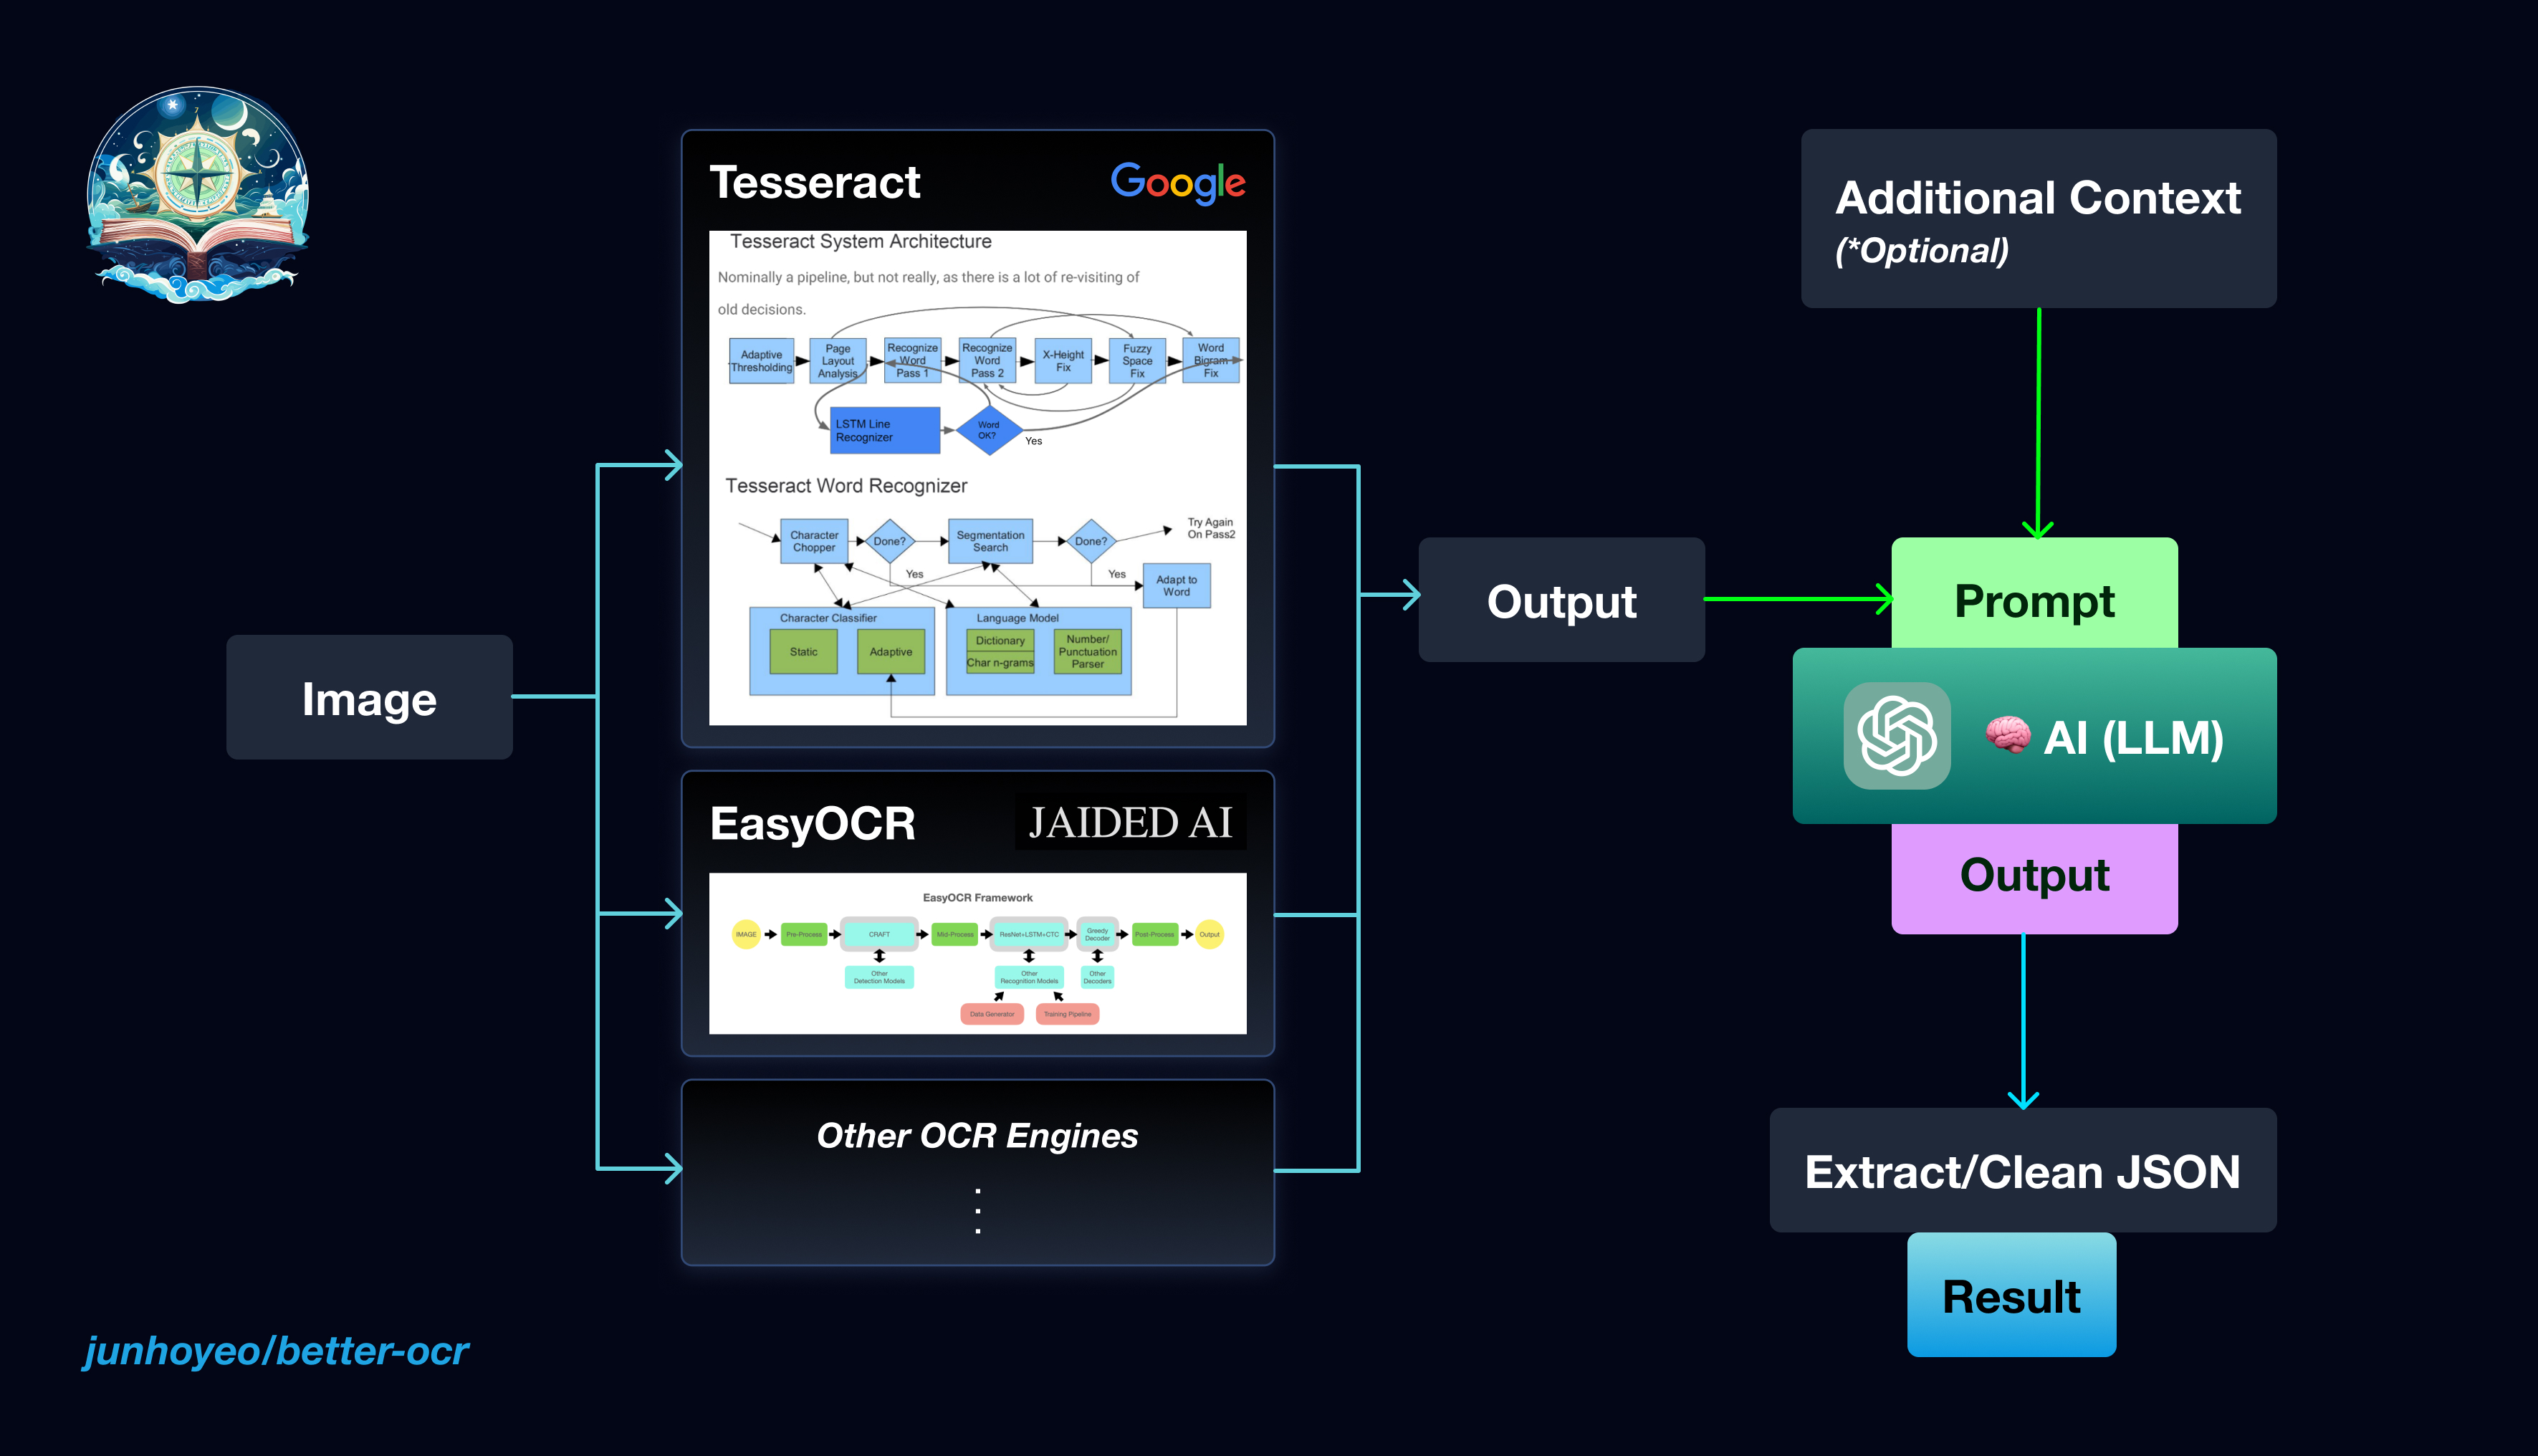 Tesseract
Google
Tesseract System Architecture
Nominally a pipeline, but not really, as there is a lot of re-visiting of
old decisions.
Adaptive
Thresholding
Page
Layout
Analysis
Recognize
Word
Pass 1
Recognize
Word
Pass 2
X-Height
Fix
Fuzzy
Space
Fix
Word
Bigram
Fix
LSTM Line
Recognizer
Word
OK?
Yes
Tesseract Word Recognizer
Character
Chopper
Done?
Segmentation
Search
Done?
Try Again
On Pass2
Yes
Yes
Adapt to
Word
Character Classifier
Static
Adaptive
Language Model
Dictionary
Char n-grams
Number/
Punctuation
Parser
Image
EasyOCR
JAIDED AI
EasyOCR Framework
IMAGE
Pre-Process
CRAFT
Mid-Process
ResNet+LSTM+CTC
Greedy
Decoder
Post-Process
Output
Other
Detection Models
Other
Recognition Models
Other
Decoders
Data Generator
Training Pipeline
Other OCR Engines
Output
Additional Context
(*Optional)
Prompt
AI (LLM)
Output
Extract/Clean JSON
Result
junhoyeo/better-ocr